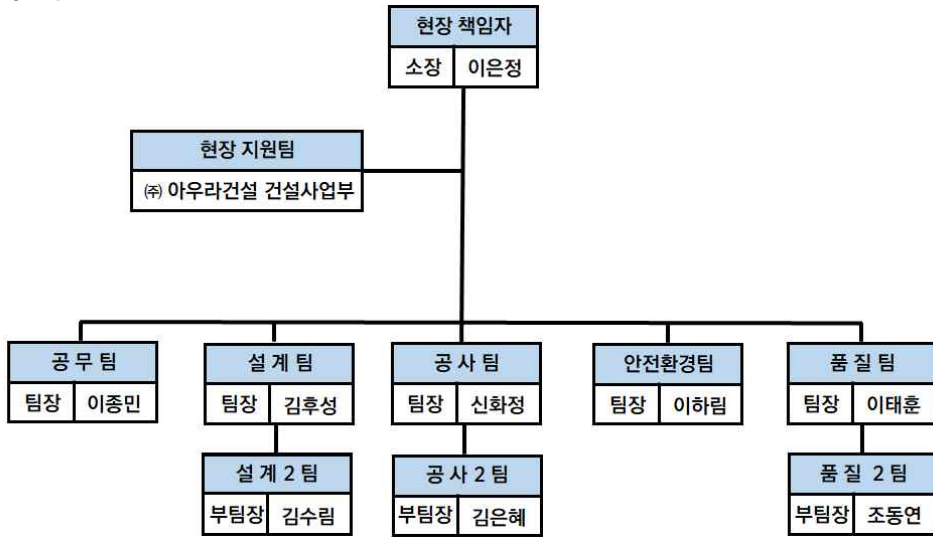 현장 책임자
소장 이은정
현장 지원팀
㈜ 아우라건설 건설사업부
공 무 팀 설 계 팀 공 사 팀 안전환경팀 품 질 팀
팀장 이종민 팀장 김후성 팀장 신화정 팀장 이하림 팀장 이태훈
설 계 2 팀 공 사 2 팀 품 질 2 팀
부팀장 김수림 부팀장 김은혜 부팀장 조동연